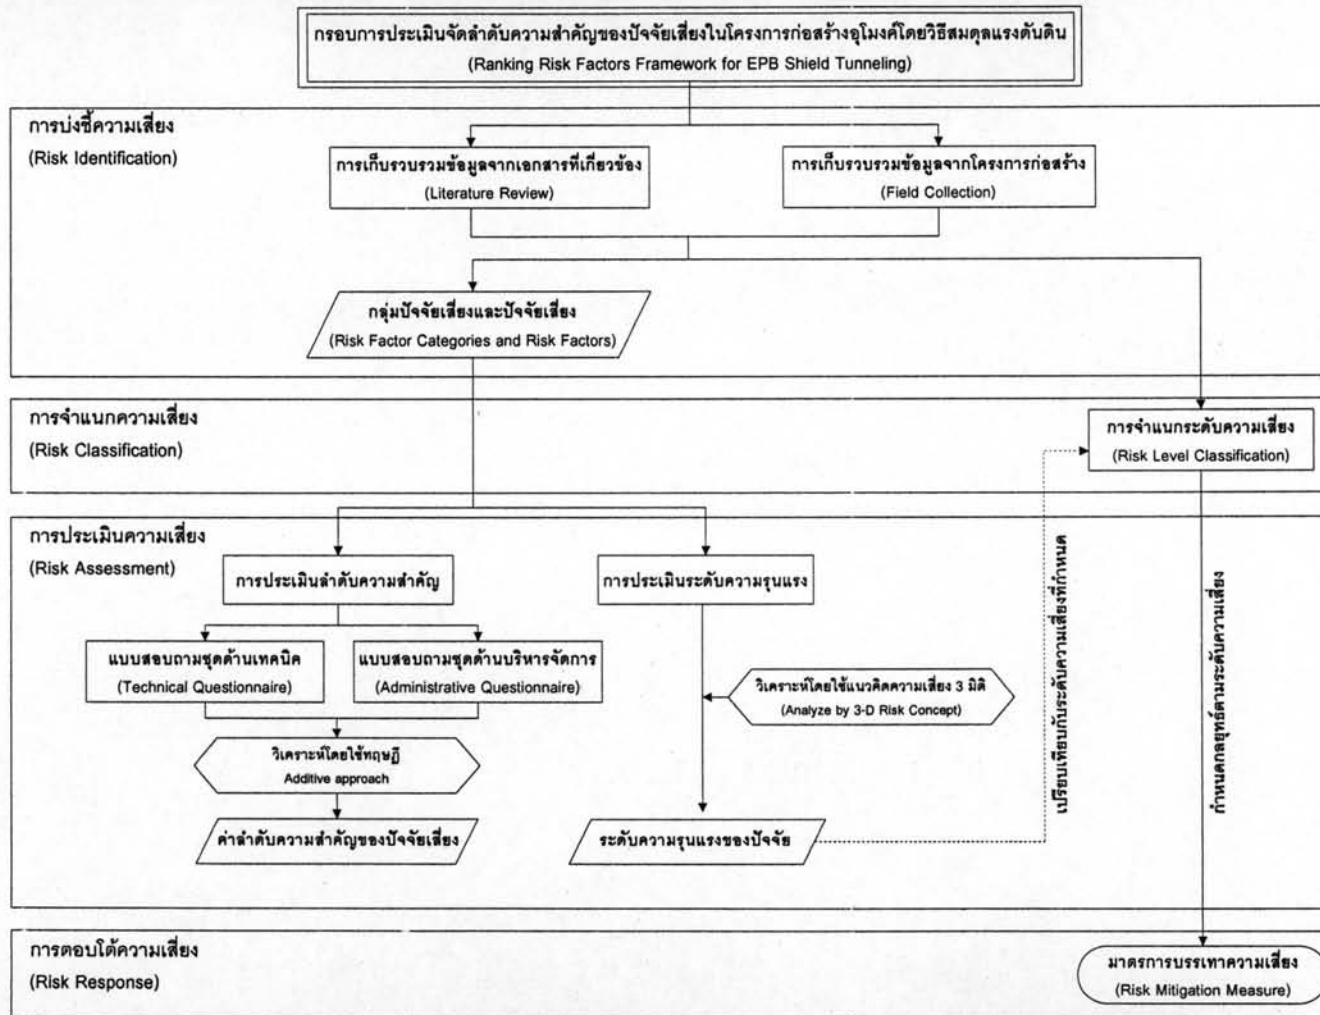 กรอบการประเมินจัดลำดับความสำคัญของปัจจัยเสี่ยงในโครงการก่อสร้างอุโมงค์โดยวิธีสมดุลแรงดันดิน
(Ranking Risk Factors Framework for EPB Shield Tunneling)
การบ่งชี้ความเสี่ยง
(Risk Identification)
การเก็บรวบรวมข้อมูลจากเอกสารที่เกี่ยวข้อง
(Literature Review)
การเก็บรวบรวมข้อมูลจากโครงการก่อสร้าง
(Field Collection)
กลุ่มปัจจัยเสี่ยงและปัจจัยเสี่ยง
(Risk Factor Categories and Risk Factors)
การจำแนกความเสี่ยง
(Risk Classification)
การจำแนกระดับความเสี่ยง
(Risk Level Classification)
การประเมินความเสี่ยง
(Risk Assessment)
การประเมินลำดับความสำคัญ
การประเมินระดับความรุนแรง
แบบสอบถามชุดด้านเทคนิค
(Technical Questionnaire)
แบบสอบถามชุดด้านบริหารจัดการ
(Administrative Questionnaire)
วิเคราะห์โดยใช้แนวคิดความเสี่ยง 3 มิติ
(Analyze by 3-D Risk Concept)
วิเคราะห์โดยใช้ทฤษฎี
Additive approach
ค่าลำดับความสำคัญของปัจจัยเสี่ยง
ระดับความรุนแรงของปัจจัย
เปรียบเทียบกับระดับความเสี่ยงที่กำหนด
กำหนดกลยุทธ์ตามระดับความเสี่ยง
การตอบโต้ความเสี่ยง
(Risk Response)
มาตรการบรรเทาความเสี่ยง
(Risk Mitigation Measure)